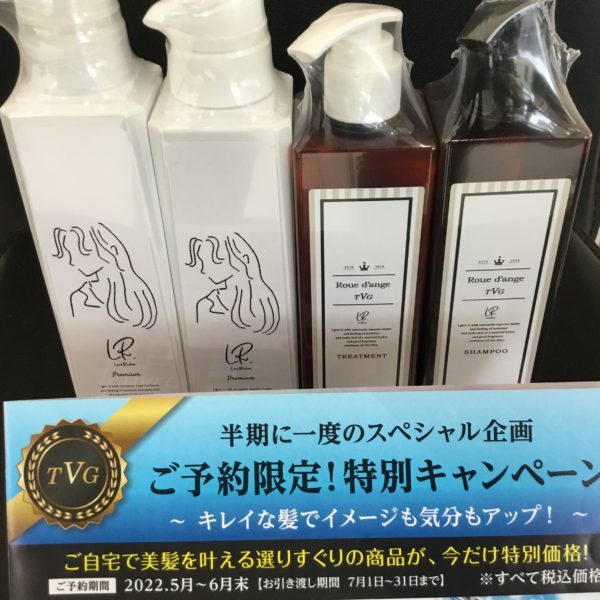 LR.
LoveRiche
Premium
LR.
LoveRiche
Premium
Roue d'ange
TVG
LR.
TREATMENT
Roue d'ange
TVG
LR.
SHAMPOO
TVG
半期に一度のスペシャル企画
ご予約限定！特別キャンペーン
～ キレイな髪でイメージも気分もアップ！ ～
ご自宅で美髪を叶える選りすぐりの商品が、今だけ特別価格!
ご予約期間 2022.5月～6月末【お引き渡し期間 7月1日～31日まで】 ※すべて税込価格